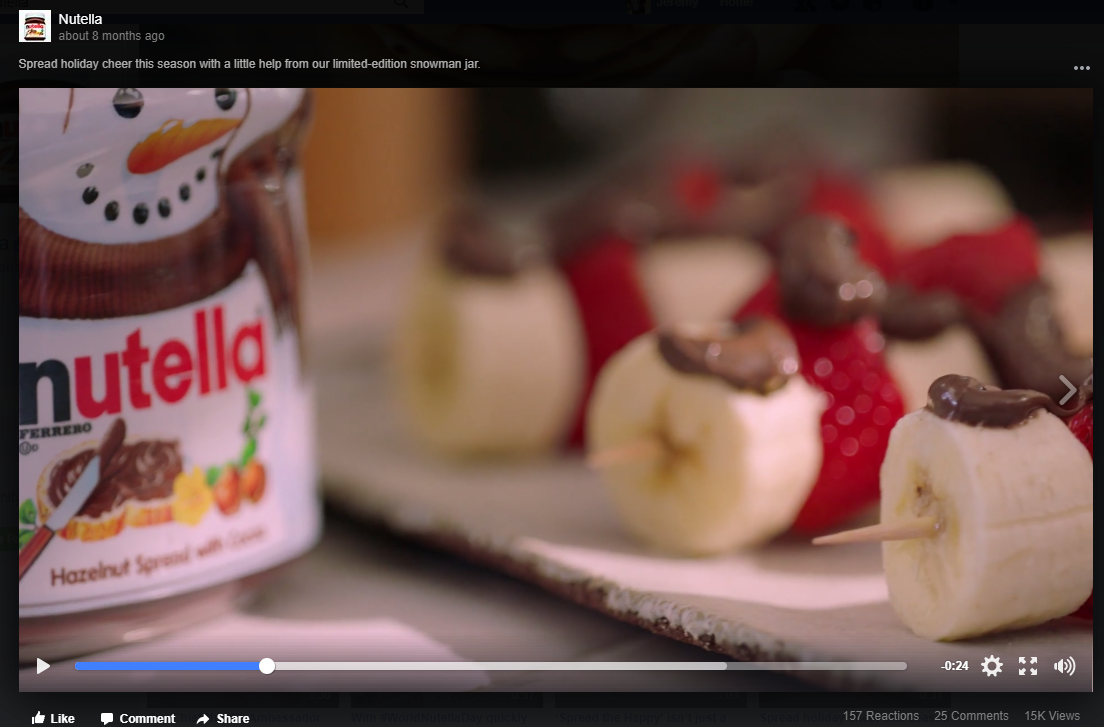 Nutella
about 8 months ago
Spread holiday cheer this season with a little help from our limited-edition snowman jar.
nutella
FERRERO
Hazelnut Spread with Cocoa
-0:24
Like
Comment
Share
157 Reactions
25 Comments
15K Views